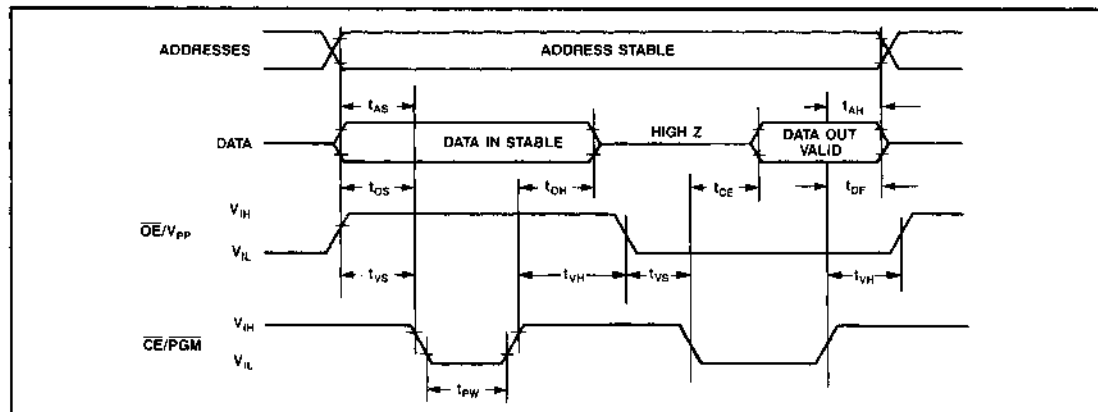 ADDRESSES
ADDRESS STABLE
tAS
tAH
DATA
DATA IN STABLE
HIGH Z
DATA OUT
VALID
tDS
tDH
tCE
tDF
VIH
OE/VPP
VIL
tVS
tVH
tVS
tVH
VIH
CE/PGM
VIL
tPW